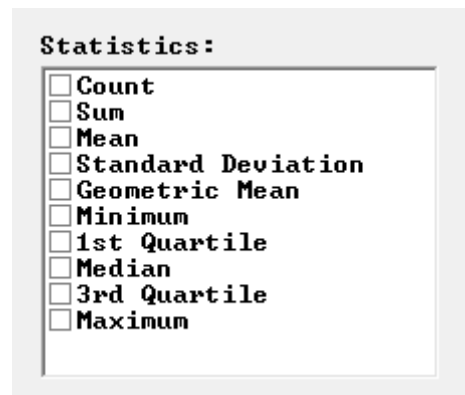 Statistics:
Count
Sum
Mean
Standard Deviation
Geometric Mean
Minimum
1st Quartile
Median
3rd Quartile
Maximum